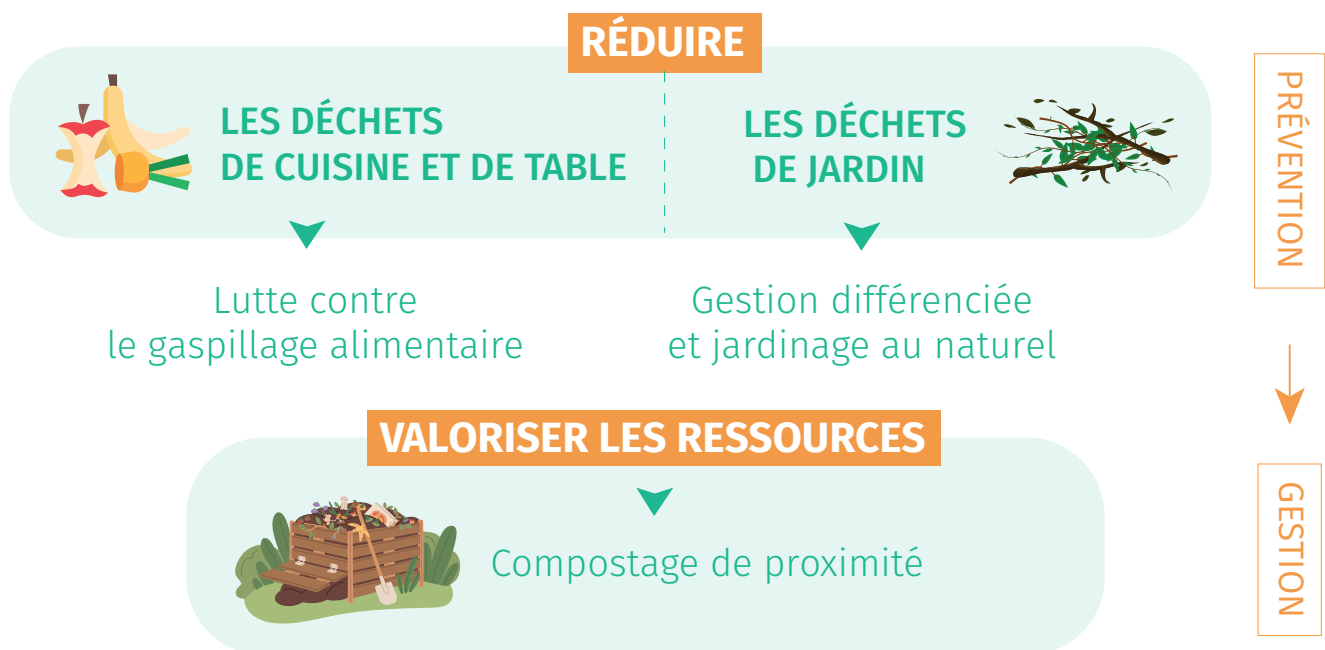 RÉDUIRE
LES DÉCHETS
DE CUISINE ET DE TABLE
LES DÉCHETS
DE JARDIN
Lutte contre
le gaspillage alimentaire
Gestion différenciée
et jardinage au naturel
PRÉVENTION
VALORISER LES RESSOURCES
Compostage de proximité
GESTION